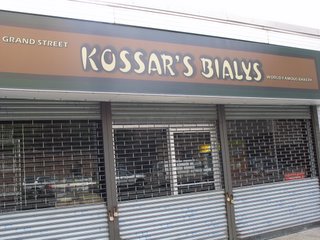 GRAND STREET
KOSSAR'S BIALYS
WORLD FAMOUS BAKERY